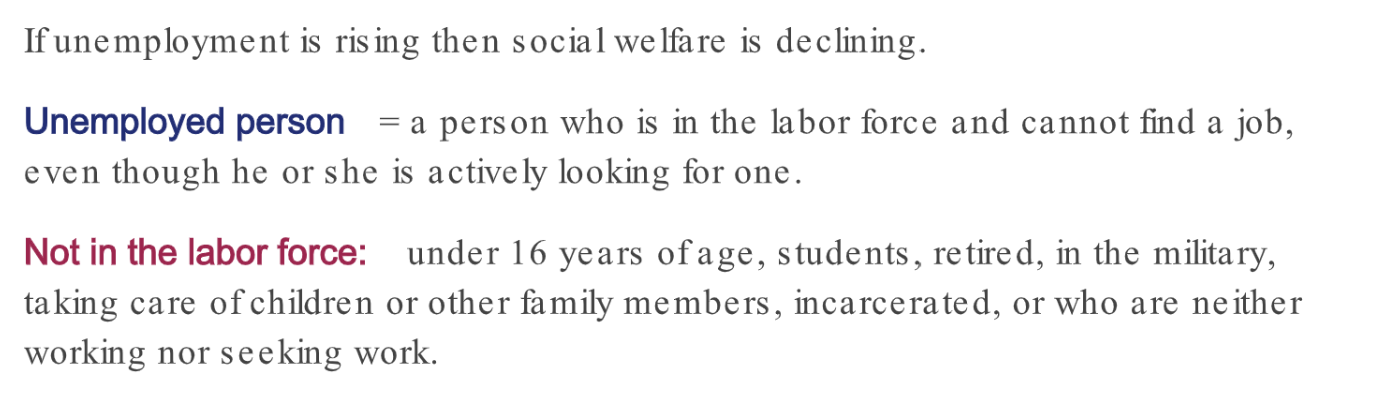 If unemployment is rising then social welfare is declining.
Unemployed person = a person who is in the labor force and cannot find a job,
even though he or she is actively looking for one.
Not in the labor force: under 16 years of age, students, retired, in the military,
taking care of children or other family members, incarcerated, or who are neither
working nor seeking work.